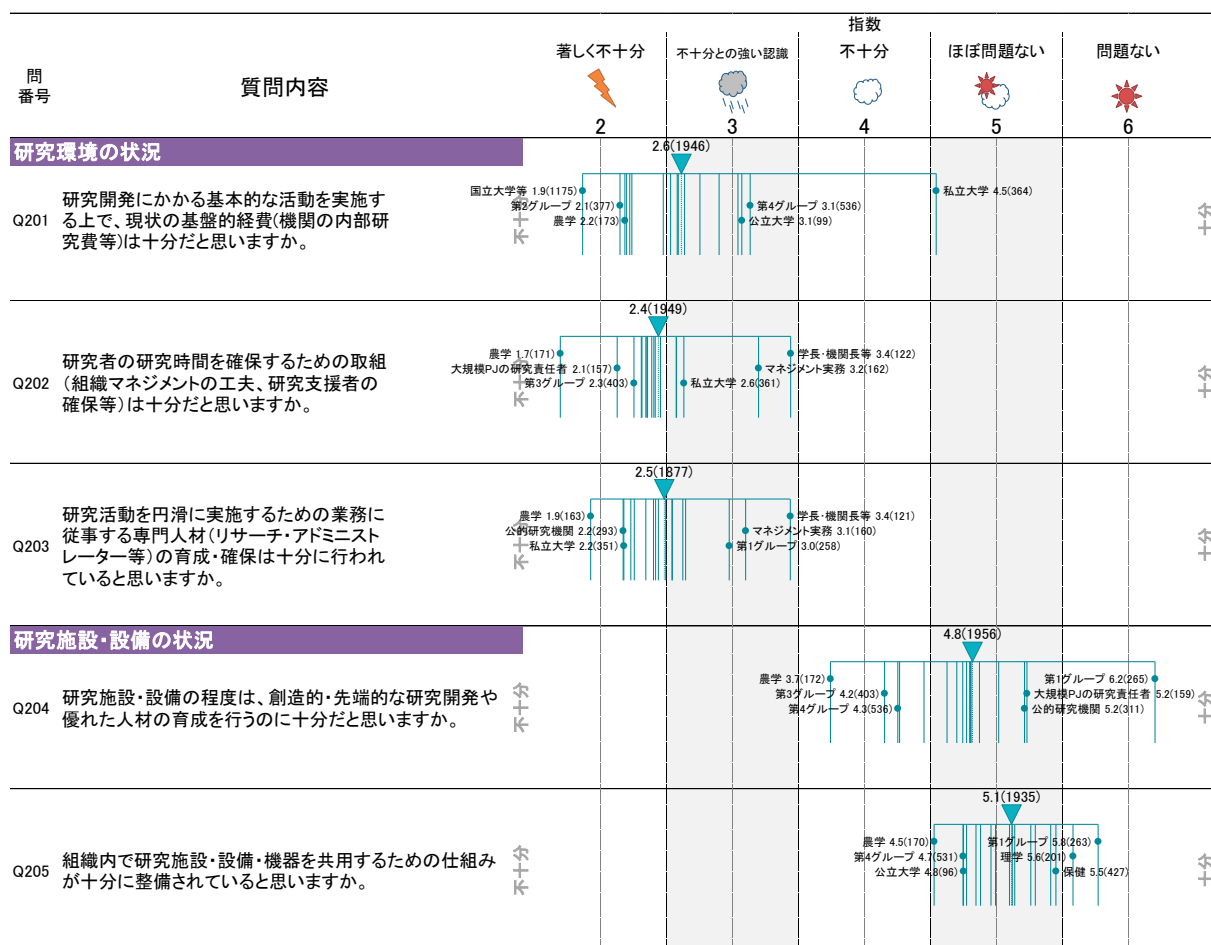 指数
問
番号
質問内容
著しく不十分
不十分との強い認識
不十分
ほぼ問題ない
問題ない
2
3
4
5
6
研究環境の状況
2.6(1946)
Q201
研究開発にかかる基本的な活動を実施す
る上で、現状の基盤的経費(機関の内部研
究費等)は十分だと思いますか。
不十分
国立大学等 1.9(1175)
第2グループ 2.1(377)
農学 2.2(173)
私立大学 4.5(364)
第4グループ 3.1(536)
公立大学 3.1(99)
十分
2.4(1949)
Q202
研究者の研究時間を確保するための取組
(組織マネジメントの工夫、研究支援者の
確保等)は十分だと思いますか。
不十分
農学 1.7(171)
大規模PJの研究責任者 2.1(157)
第3グループ 2.3(403)
学長・機関長等 3.4(122)
マネジメント実務 3.2(162)
私立大学 2.6(361)
十分
2.5(1877)
Q203
研究活動を円滑に実施するための業務に
従事する専門人材(リサーチ・アドミニスト
レーター等)の育成・確保は十分に行われ
ていると思いますか。
不十分
農学 1.9(163)
公的研究機関 2.2(293)
私立大学 2.2(351)
学長・機関長等 3.4(121)
マネジメント実務 3.1(160)
第1グループ 3.0(258)
十分
研究施設・設備の状況
4.8(1956)
Q204
研究施設・設備の程度は、創造的・先端的な研究開発や
優れた人材の育成を行うのに十分だと思いますか。
不十分
農学 3.7(172)
第3グループ 4.2(403)
第4グループ 4.3(536)
第1グループ 6.2(265)
大規模PJの研究責任者 5.2(159)
公的研究機関 5.2(311)
十分
5.1(1935)
Q205
組織内で研究施設・設備・機器を共用するための仕組み
が十分に整備されていると思いますか。
不十分
農学 4.5(170)
第4グループ 4.7(531)
公立大学 4.8(96)
第1グループ 5.8(263)
理学 5.6(201)
保健 5.5(427)
十分